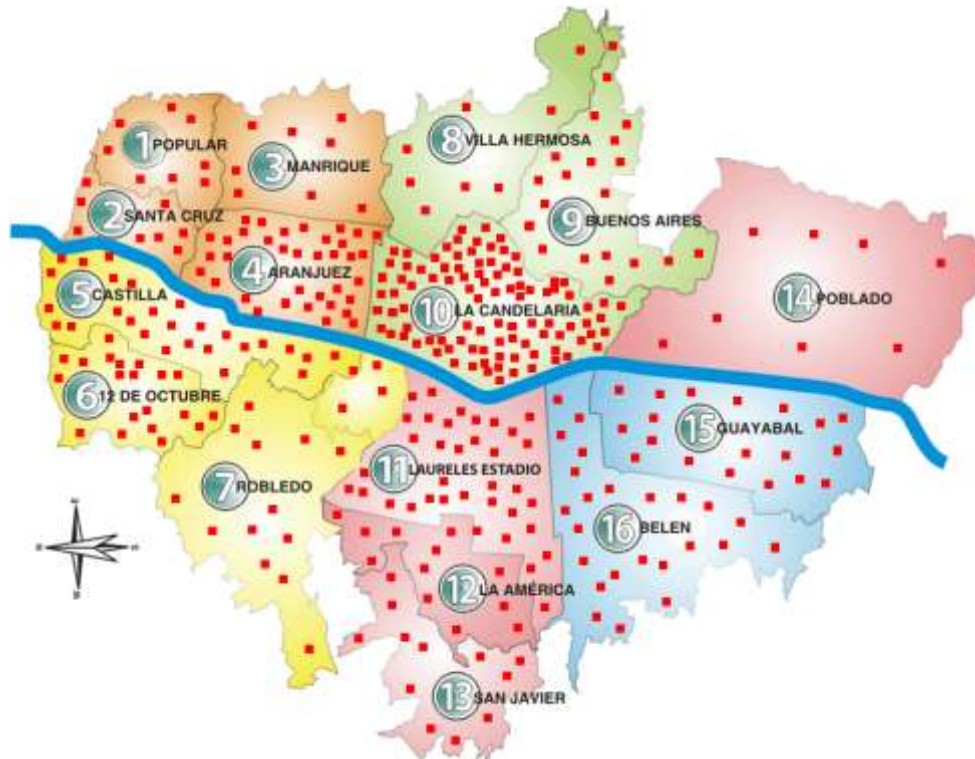 1 POPULAR
2 SANTA CRUZ
3 MANRIQUE
4 ARANJUEZ
5 CASTILLA
6 12 DE OCTUBRE
7 ROBLEDO
8 VILLA HERMOSA
9 BUENOS AIRES
10 LA CANDELARIA
11 LAURELES ESTADIO
12 LA AMÉRICA
13 SAN JAVIER
14 POBLADO
15 GUAYABAL
16 BELEN